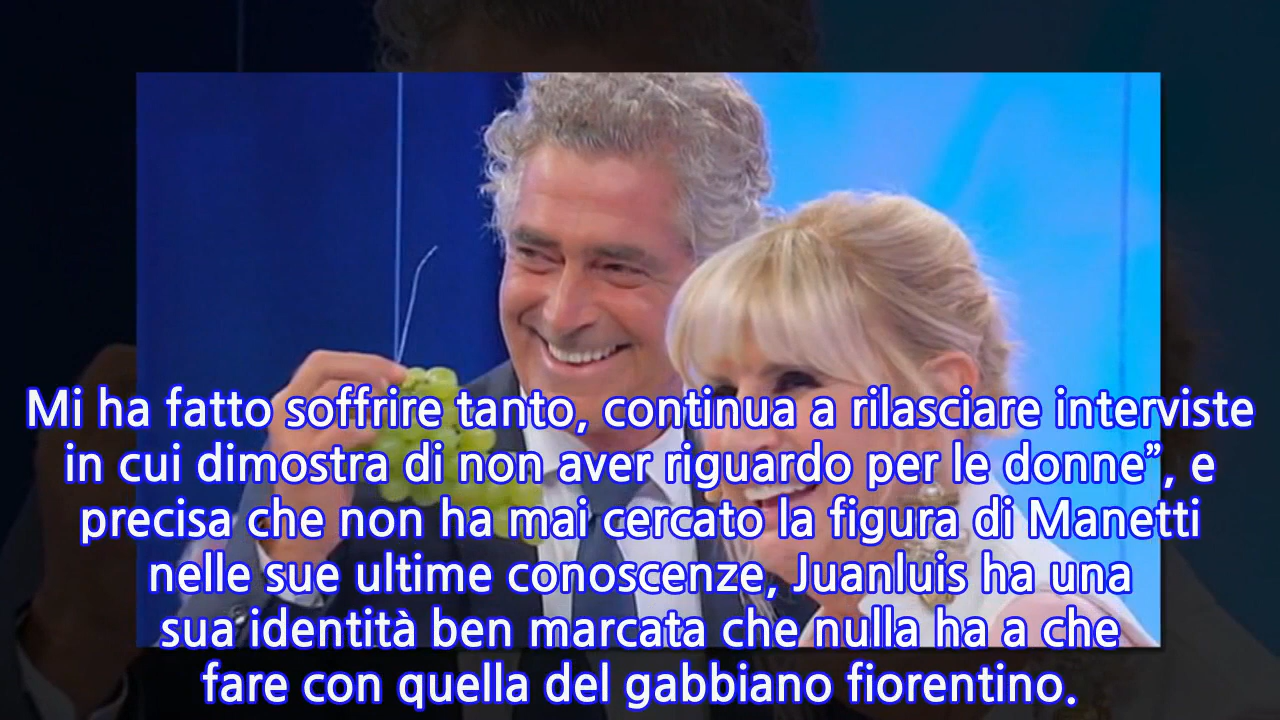 Mi ha fatto soffrire tanto, continua a rilasciare interviste
in cui dimostra di non aver riguardo per le donne”, e
precisa che non ha mai cercato la figura di Manetti
nelle sue ultime conoscenze, Juanluis ha una
sua identità ben marcata che nulla ha a che
fare con quella del gabbiano fiorentino.